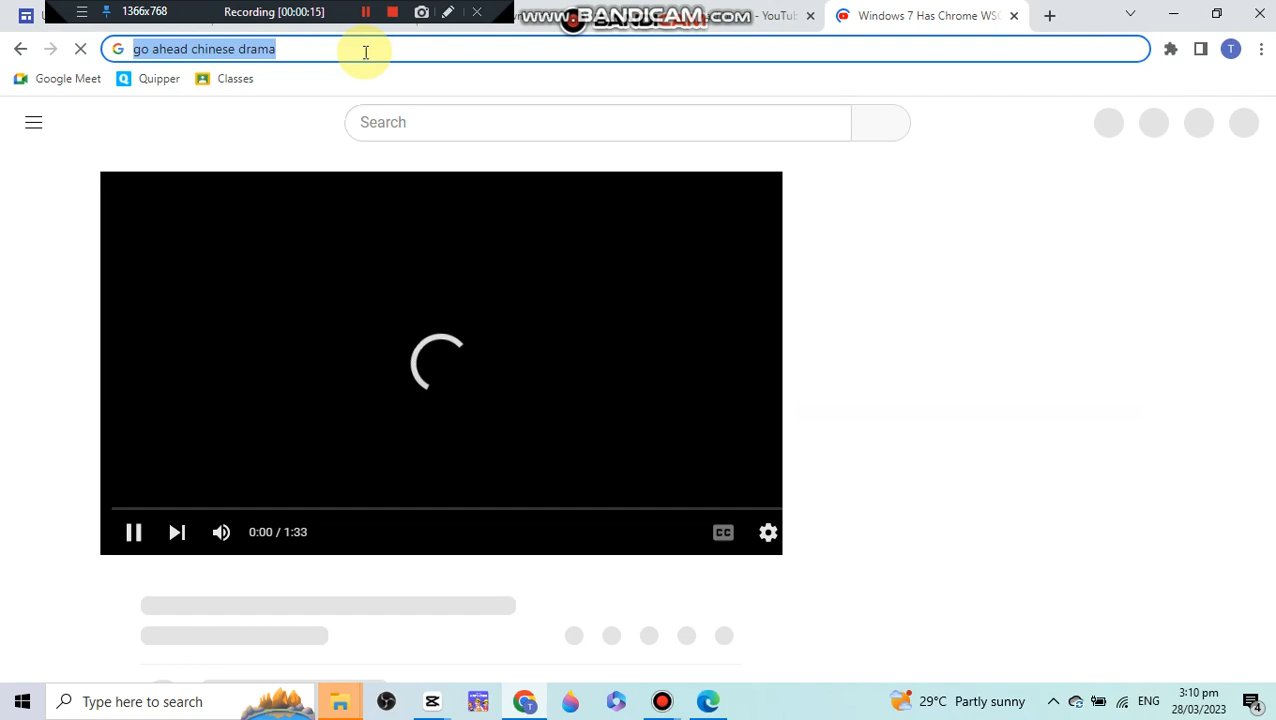 1366x768
Recording [00:00:15]
www.BANDICAM.com
- YouTube
Windows 7 Has Chrome WSO
go ahead chinese drama
T
Google Meet
Quipper
Classes
Search
0:00 / 1:33
CC
Type here to search
29°C Partly sunny
ENG
3:10 pm
28/03/2023
4